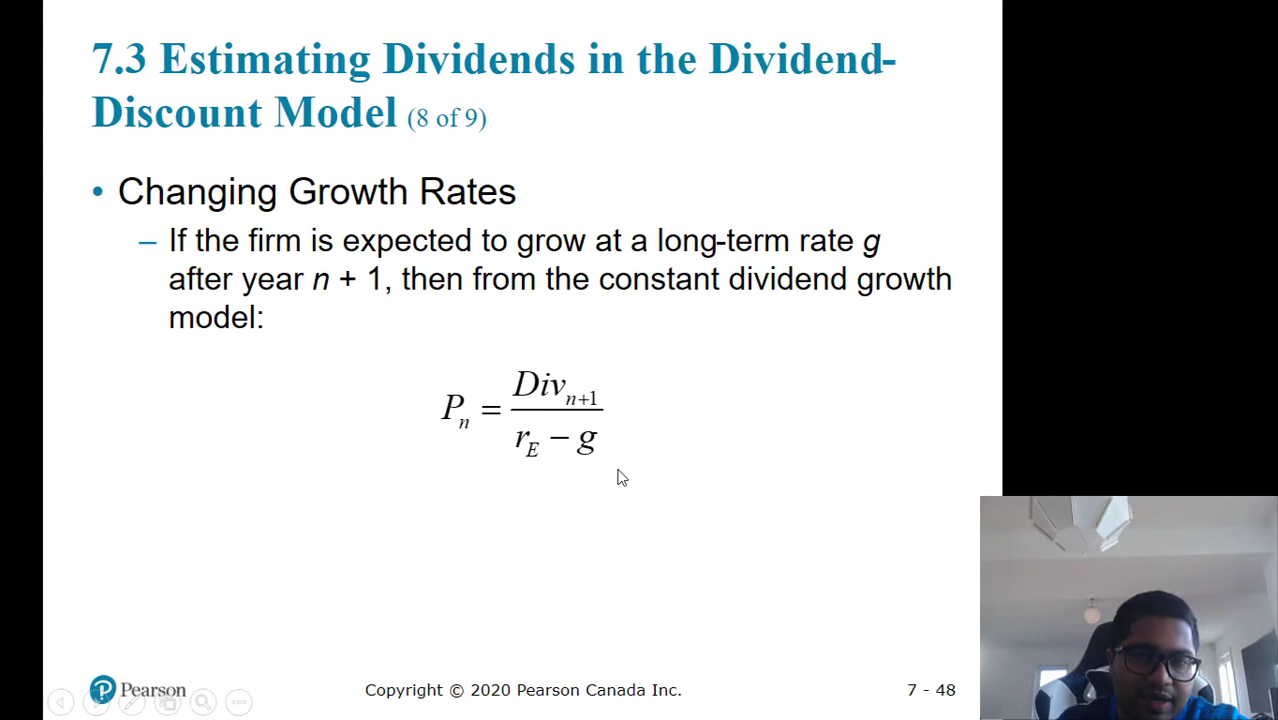 7.3 Estimating Dividends in the Dividend-
Discount Model (8 of 9)
• Changing Growth Rates
– If the firm is expected to grow at a long-term rate g
after year n + 1, then from the constant dividend growth
model:
Pₙ = Divₙ₊₁ / (r_E − g)
Pearson
Copyright © 2020 Pearson Canada Inc.
7 - 48